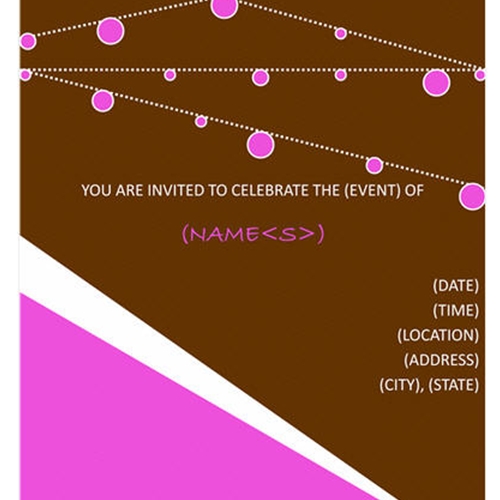 YOU ARE INVITED TO CELEBRATE THE (EVENT) OF
(NAME<S>)
(DATE)
(TIME)
(LOCATION)
(ADDRESS)
(CITY), (STATE)